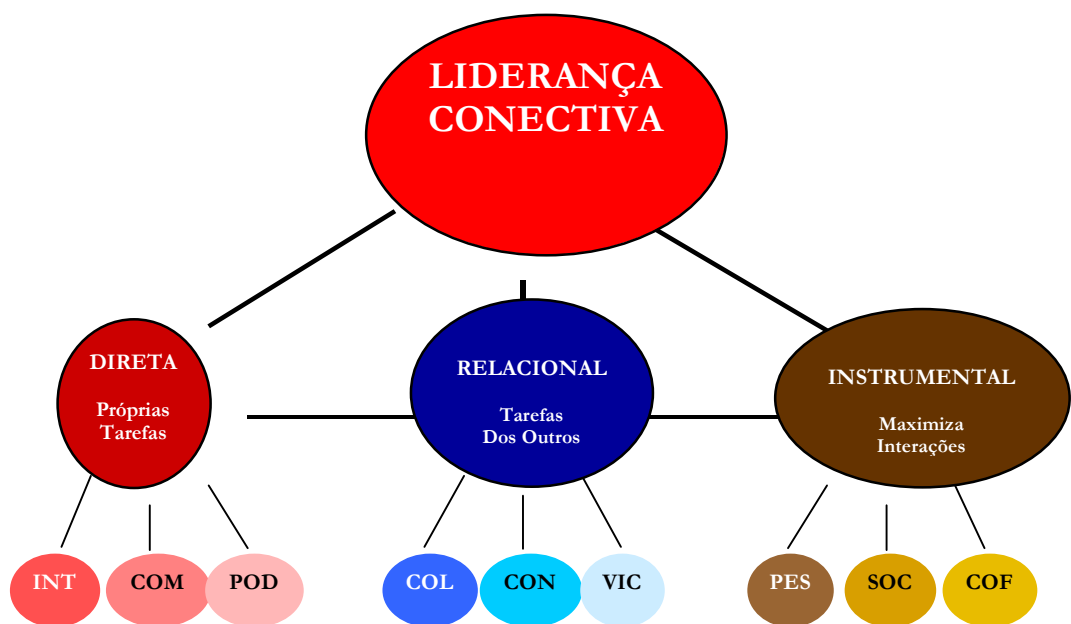 LIDERANÇA
CONECTIVA
DIRETA
Próprias
Tarefas
RELACIONAL
Tarefas
Dos Outros
INSTRUMENTAL
Maximiza
Interações
INT
COM
POD
COL
CON
VIC
PES
SOC
COF